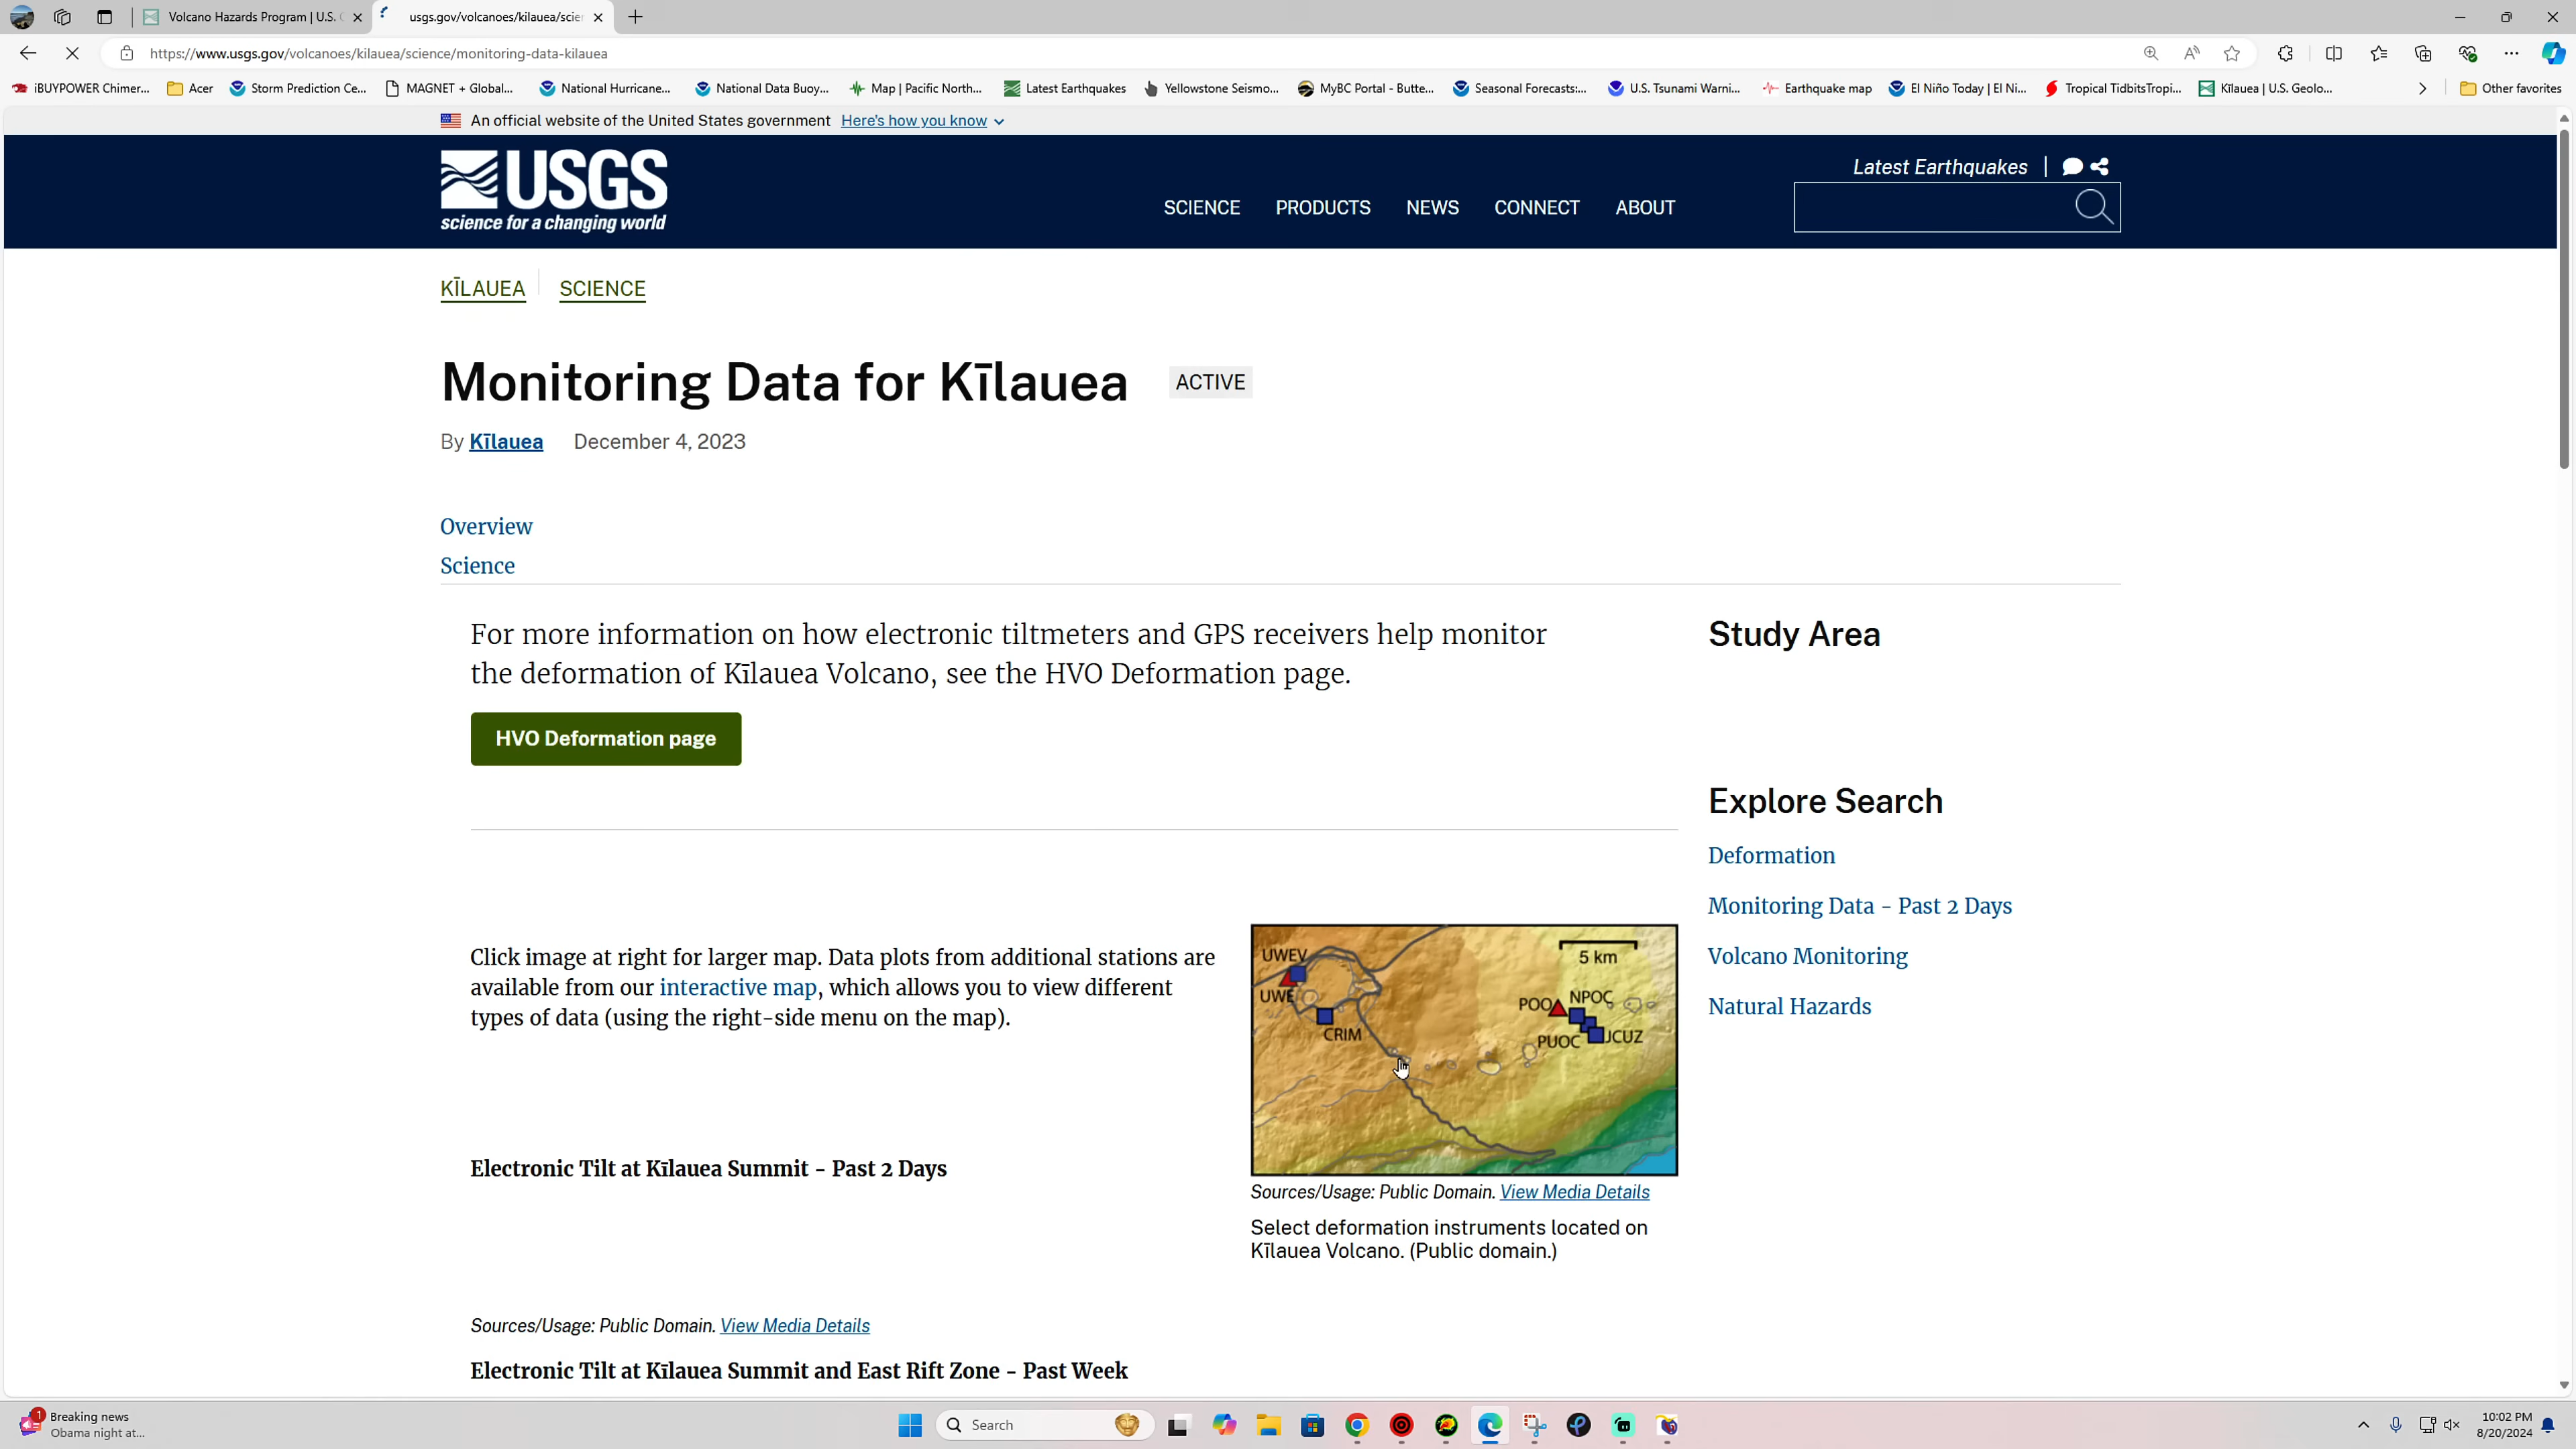 Volcano Hazards Program | U.S. G
usgs.gov/volcanoes/kilauea/scie
https://www.usgs.gov/volcanoes/kilauea/science/monitoring-data-kilauea
iBUYPOWER Chimer... Acer Storm Prediction Ce... MAGNET + Global... National Hurricane... National Data Buoy... Map | Pacific North... Latest Earthquakes Yellowstone Seismo... MyBC Portal - Butte... Seasonal Forecasts:... U.S. Tsunami Warni... Earthquake map El Niño Today | El Ni... Tropical TidbitsTropi... Kīlauea | U.S. Geolo... Other favorites
An official website of the United States government Here's how you know
USGS
science for a changing world
Latest Earthquakes |
SCIENCE PRODUCTS NEWS CONNECT ABOUT
KĪLAUEA SCIENCE
Monitoring Data for Kīlauea ACTIVE
By Kīlauea December 4, 2023
Overview
Science
For more information on how electronic tiltmeters and GPS receivers help monitor
the deformation of Kīlauea Volcano, see the HVO Deformation page.
HVO Deformation page
Study Area
Explore Search
Deformation
Monitoring Data - Past 2 Days
Volcano Monitoring
Natural Hazards
Click image at right for larger map. Data plots from additional stations are
available from our interactive map, which allows you to view different
types of data (using the right-side menu on the map).
UWEV
UWE
CRIM
5 km
POO NPOC
PUOC JCUZ
Electronic Tilt at Kīlauea Summit - Past 2 Days
Sources/Usage: Public Domain. View Media Details
Select deformation instruments located on
Kīlauea Volcano. (Public domain.)
Sources/Usage: Public Domain. View Media Details
Electronic Tilt at Kīlauea Summit and East Rift Zone - Past Week
1
Breaking news
Obama night at...
Search
10:02 PM
8/20/2024